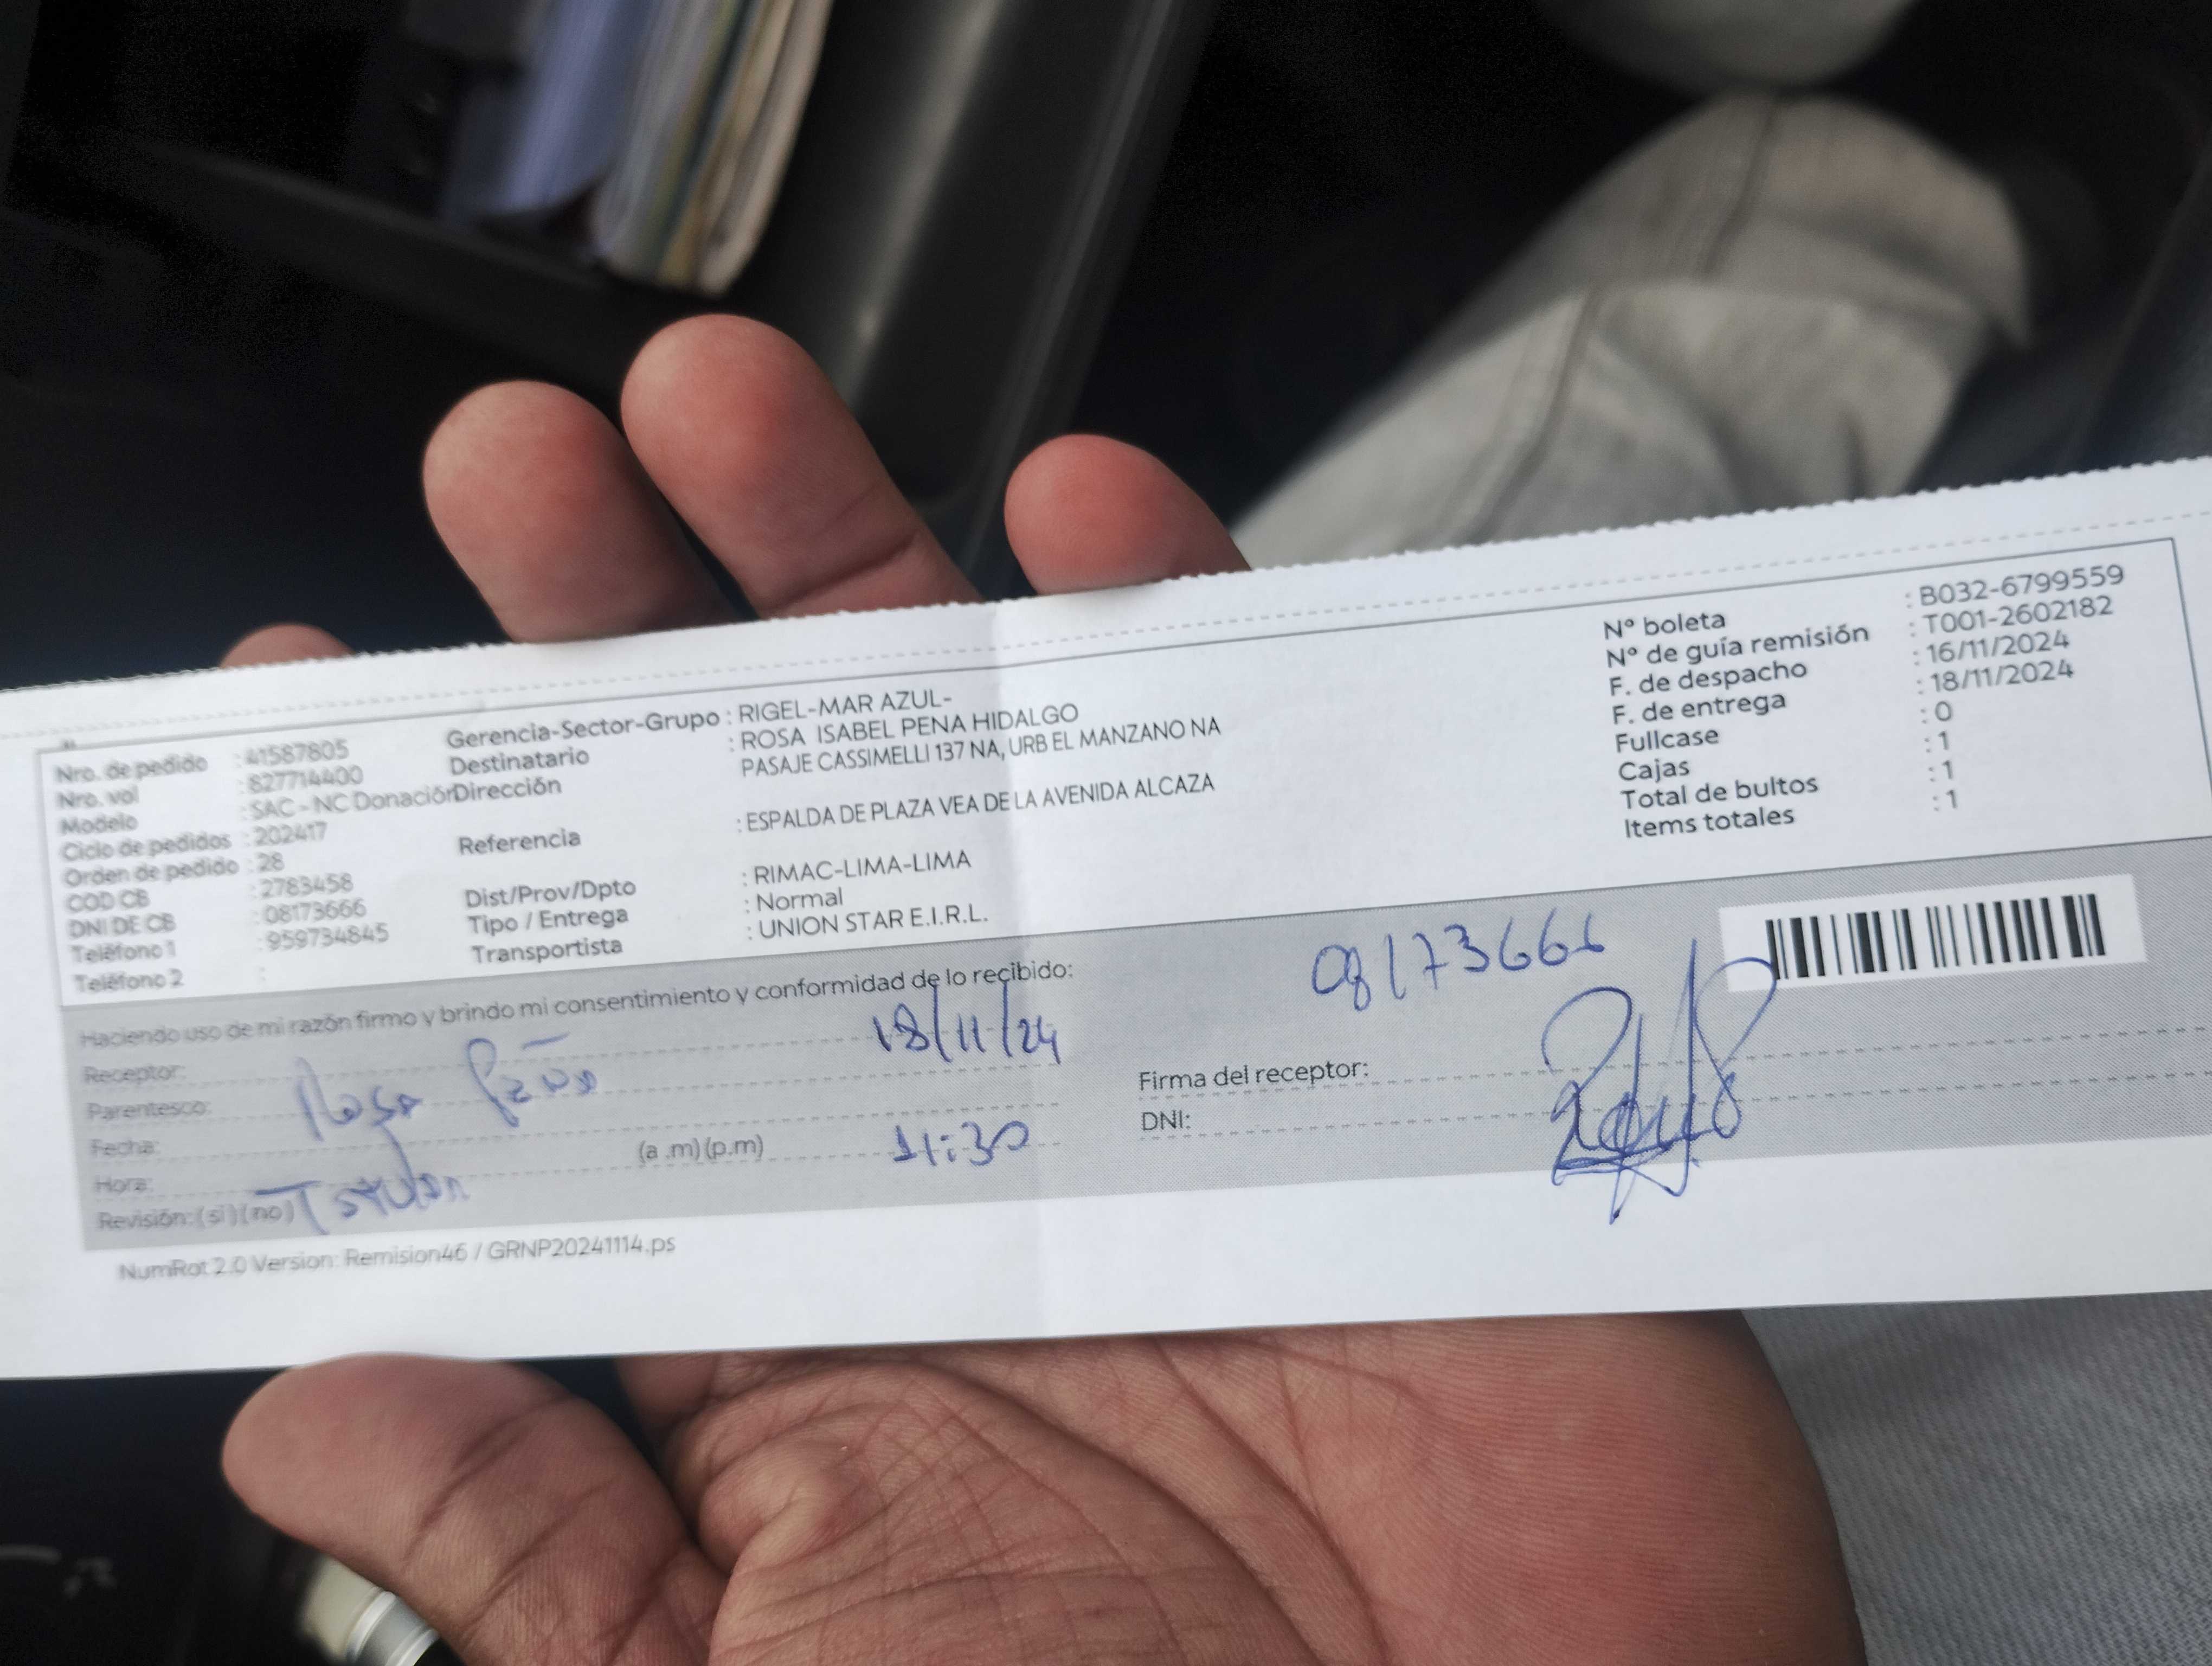 Nro. de pedido : 41587805
Nro. vol : 827714400
Modelo : SAC - NC Donación
Ciclo de pedidos : 202417
Orden de pedido : 28
COD CB : 2783458
DNI DE CB : 08173666
Teléfono 1 : 959734845
Teléfono 2 :
Gerencia-Sector-Grupo : RIGEL-MAR AZUL-
Destinatario : ROSA ISABEL PENA HIDALGO
Dirección PASAJE CASSIMELLI 137 NA, URB EL MANZANO NA
Referencia : ESPALDA DE PLAZA VEA DE LA AVENIDA ALCAZA
Dist/Prov/Dpto : RIMAC-LIMA-LIMA
Tipo / Entrega : Normal
Transportista : UNION STAR E.I.R.L.
N° boleta : B032-6799559
N° de guía remisión : T001-2602182
F. de despacho : 16/11/2024
F. de entrega : 18/11/2024
Fullcase : 0
Cajas : 1
Total de bultos : 1
Items totales : 1
Haciendo uso de mi razón firmo y brindo mi consentimiento y conformidad de lo recibido:
Receptor:
Parentesco: Rosa Peña
Fecha: 18/11/24
Hora: (a .m) (p.m) 11:30
Revisión: (si) (no) Titular
08173666
Firma del receptor:
DNI:
NumRot 2.0 Version: Remision46 / GRNP20241114.ps